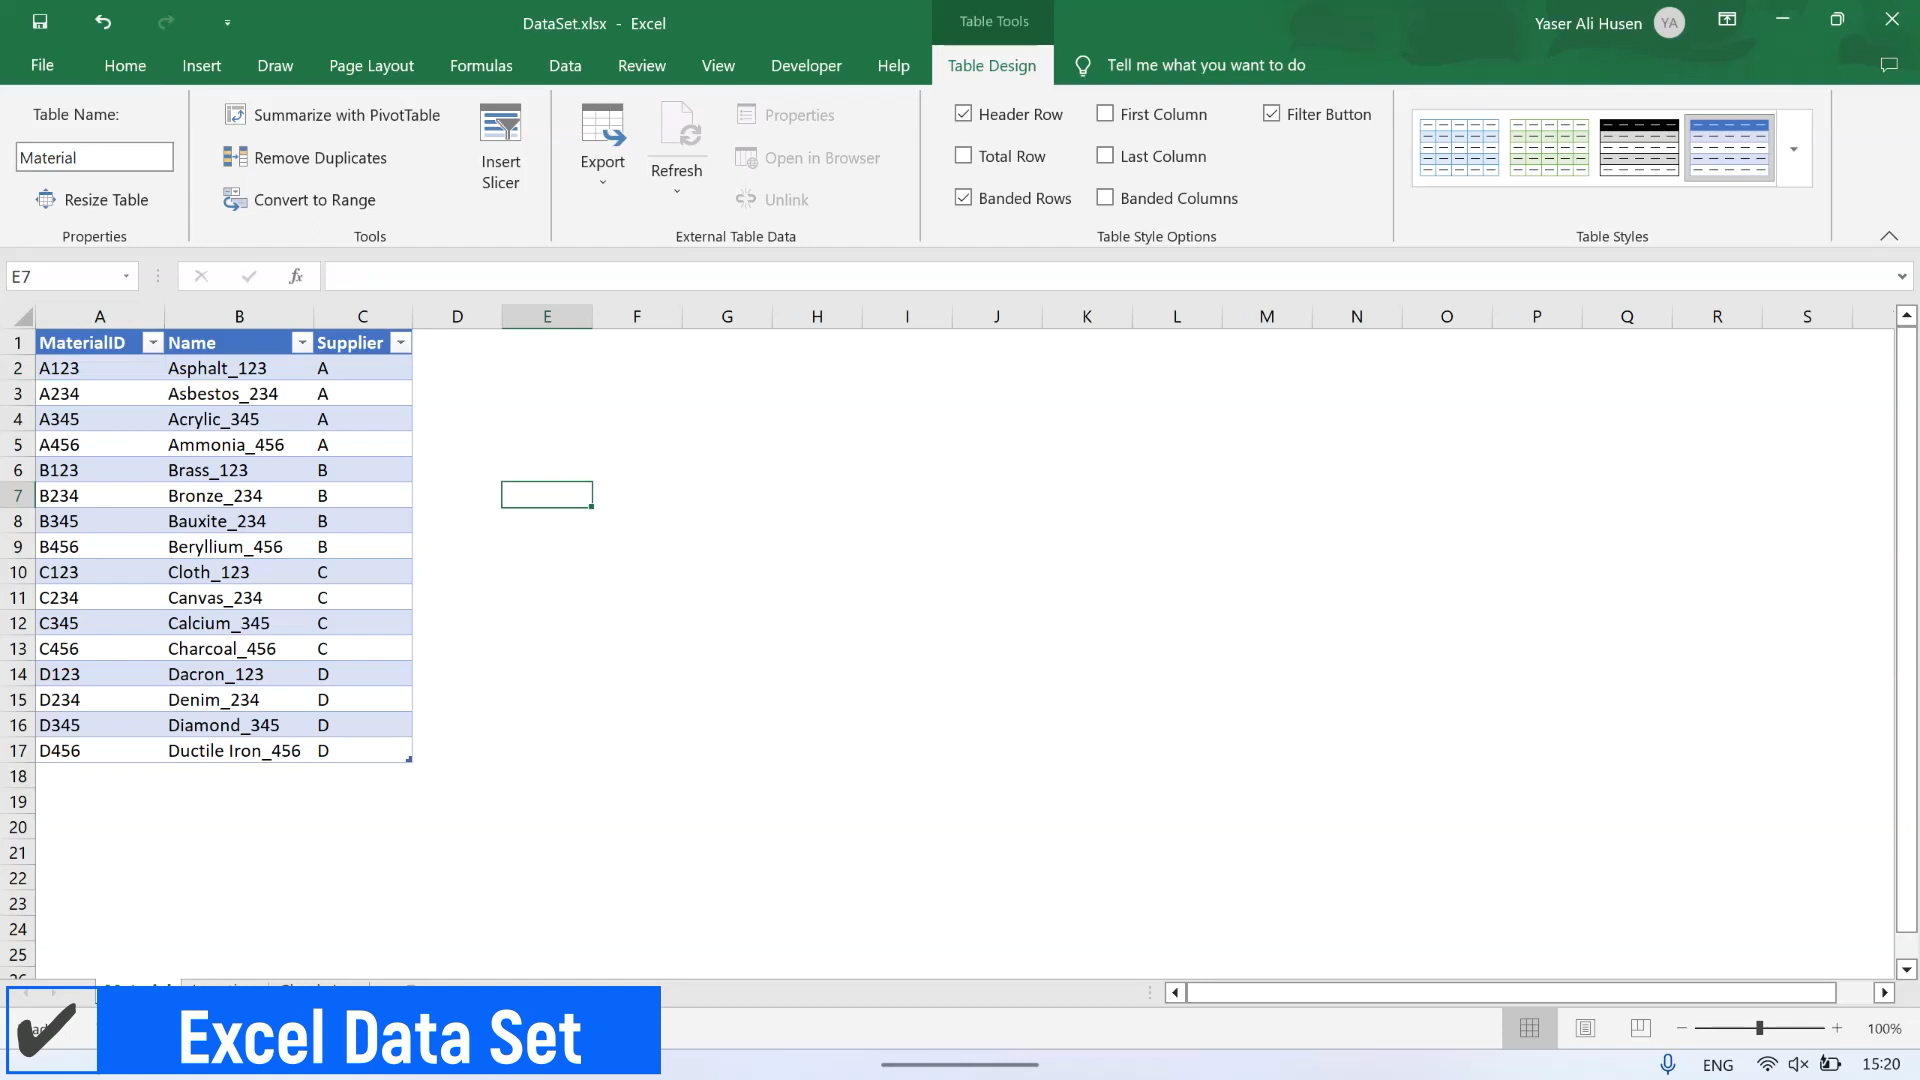 DataSet.xlsx - Excel
Table Tools
Yaser Ali Husen YA
File Home Insert Draw Page Layout Formulas Data Review View Developer Help Table Design Tell me what you want to do
Table Name:
Material
Resize Table
Properties
Summarize with PivotTable
Remove Duplicates
Convert to Range
Tools
Insert
Slicer
Export
Refresh
Properties
Open in Browser
Unlink
External Table Data
Header Row First Column Filter Button
Total Row Last Column
Banded Rows Banded Columns
Table Style Options
Table Styles
E7 fx
A B C D E F G H I J K L M N O P Q R S
1 MaterialID Name Supplier
2 A123 Asphalt_123 A
3 A234 Asbestos_234 A
4 A345 Acrylic_345 A
5 A456 Ammonia_456 A
6 B123 Brass_123 B
7 B234 Bronze_234 B
8 B345 Bauxite_234 B
9 B456 Beryllium_456 B
10 C123 Cloth_123 C
11 C234 Canvas_234 C
12 C345 Calcium_345 C
13 C456 Charcoal_456 C
14 D123 Dacron_123 D
15 D234 Denim_234 D
16 D345 Diamond_345 D
17 D456 Ductile Iron_456 D
18
19
20
21
22
23
24
25
Excel Data Set
100%
ENG 15:20